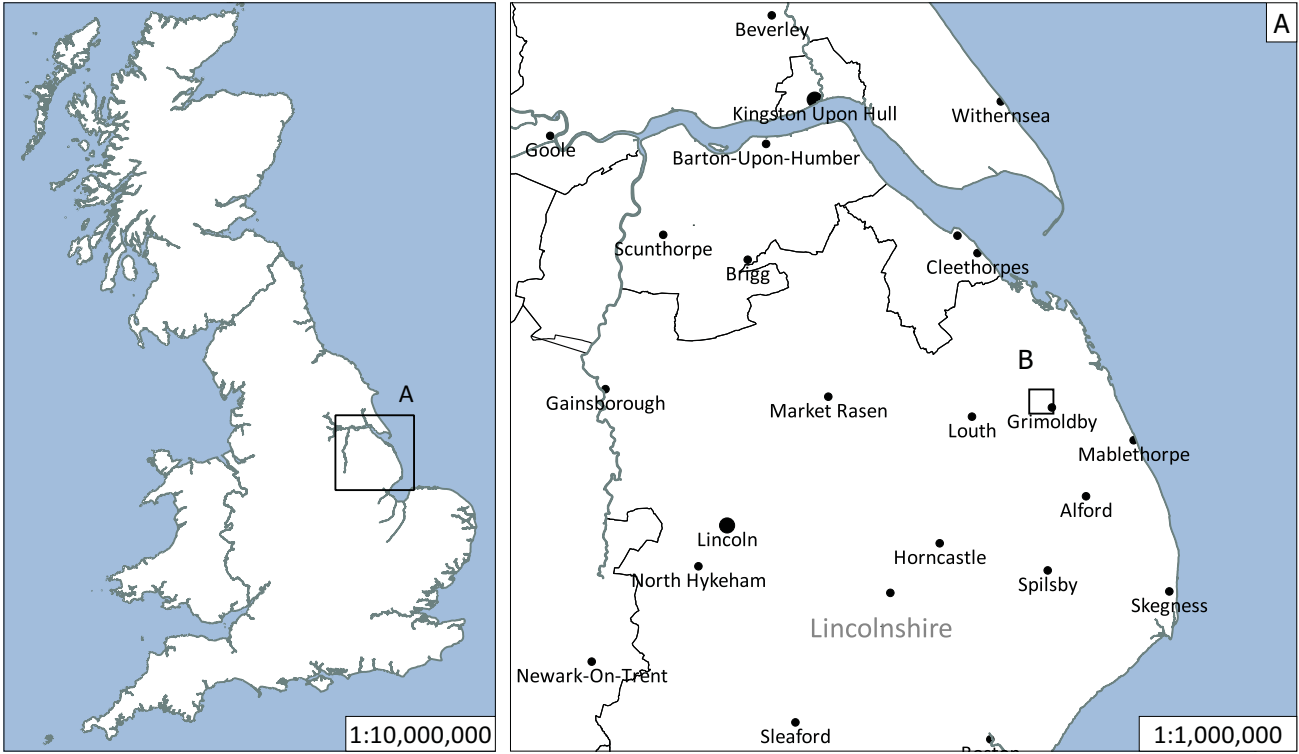 A
1:10,000,000
A
Beverley
Kingston Upon Hull
Withernsea
Goole
Barton-Upon-Humber
Scunthorpe
Brigg
Cleethorpes
B
Gainsborough
Market Rasen
Grimoldby
Louth
Mablethorpe
Alford
Lincoln
Horncastle
North Hykeham
Spilsby
Skegness
Lincolnshire
Newark-On-Trent
Sleaford
1:1,000,000